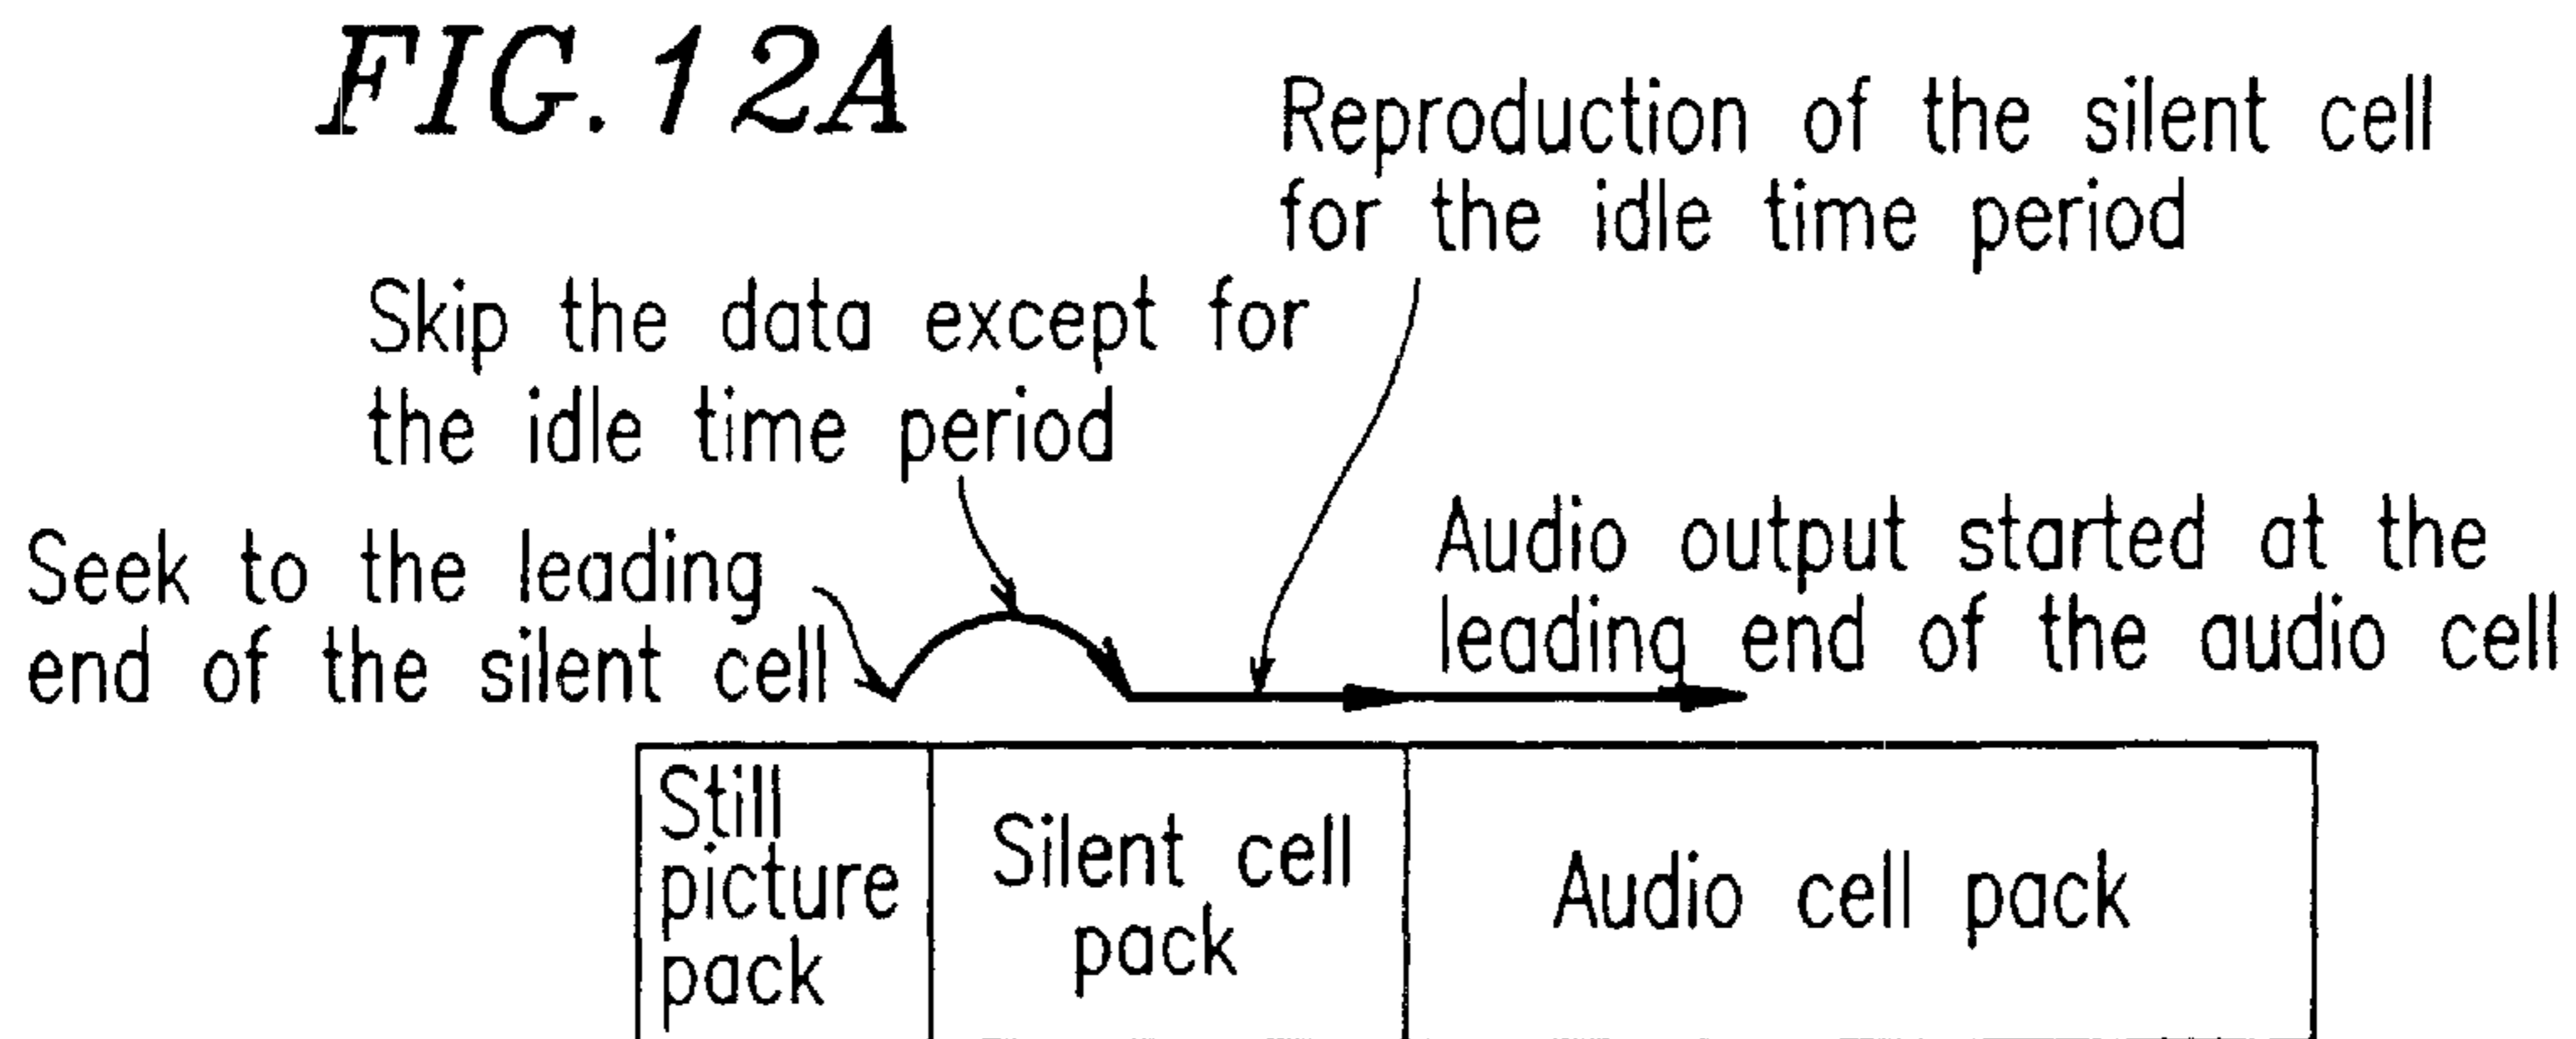 FIG. 12A
Reproduction of the silent cell
for the idle time period
Skip the data except for
the idle time period
Seek to the leading
end of the silent cell
Audio output started at the
leading end of the audio cell
Still
picture
pack
Silent cell
pack
Audio cell pack